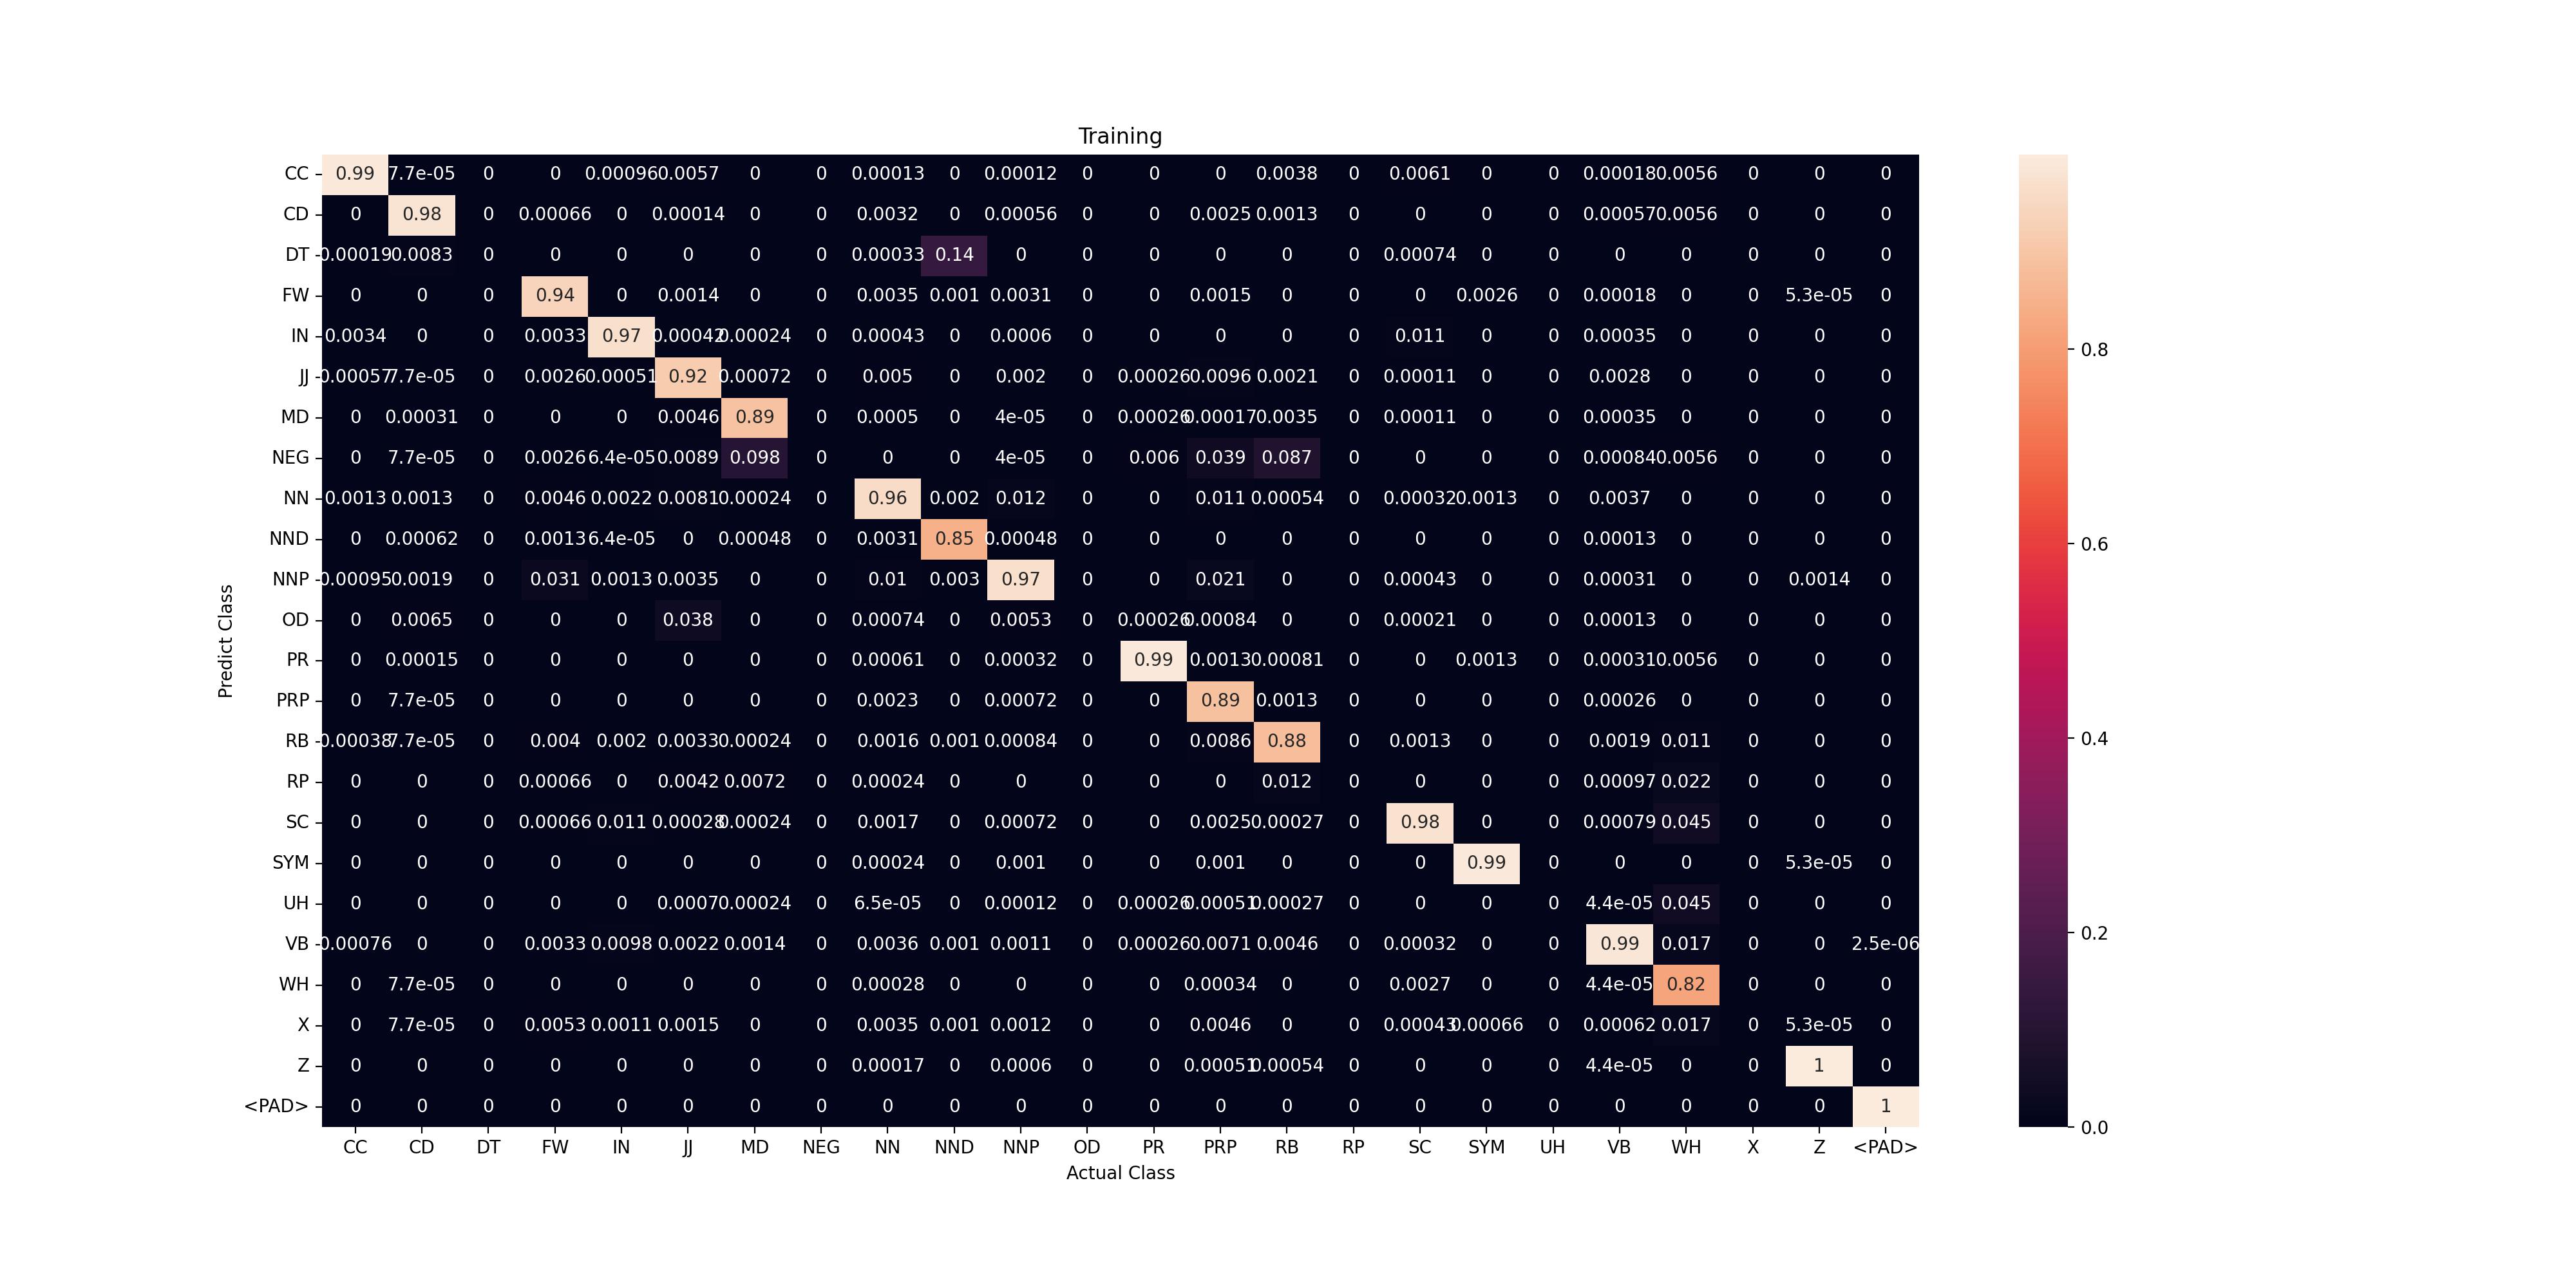 Training
CC 0.99 7.7e-05 0 0 0.00096 0.0057 0 0 0.00013 0 0.00012 0 0 0 0.0038 0 0.0061 0 0 0.00018 0.0056 0 0 0
CD 0 0.98 0 0.00066 0 0.00014 0 0 0.0032 0 0.00056 0 0 0.0025 0.0013 0 0 0 0 0.00057 0.0056 0 0 0
DT 0.00019 0.0083 0 0 0 0 0 0 0.00033 0.14 0 0 0 0 0 0 0.00074 0 0 0 0 0 0 0
FW 0 0 0 0.94 0 0.0014 0 0 0.0035 0.001 0.0031 0 0 0.0015 0 0 0 0.0026 0 0.00018 0 0 5.3e-05 0
IN 0.0034 0 0 0.0033 0.97 0.00042 0.00024 0 0.00043 0 0.0006 0 0 0 0 0 0.011 0 0 0.00035 0 0 0 0
JJ 0.00057 7.7e-05 0 0.0026 0.00051 0.92 0.00072 0 0.005 0 0.002 0 0.00026 0.0096 0.0021 0 0.00011 0 0 0.0028 0 0 0 0
MD 0 0.00031 0 0 0 0.0046 0.89 0 0.0005 0 4e-05 0 0.00026 0.00017 0.0035 0 0.00011 0 0 0.00035 0 0 0 0
NEG 0 7.7e-05 0 0.0026 6.4e-05 0.0089 0.098 0 0 0 4e-05 0 0.006 0.039 0.087 0 0 0 0 0.00084 0.0056 0 0 0
NN 0.0013 0.0013 0 0.0046 0.0022 0.0081 0.00024 0 0.96 0.002 0.012 0 0 0.011 0.00054 0 0.00032 0.0013 0 0.0037 0 0 0 0
NND 0 0.00062 0 0.0013 6.4e-05 0 0.00048 0 0.0031 0.85 0.00048 0 0 0 0 0 0 0 0 0.00013 0 0 0 0
NNP 0.00095 0.0019 0 0.031 0.0013 0.0035 0 0 0.01 0.003 0.97 0 0 0.021 0 0 0.00043 0 0 0.00031 0 0 0.0014 0
OD 0 0.0065 0 0 0 0.038 0 0 0.00074 0 0.0053 0 0.00026 0.00084 0 0 0.00021 0 0 0.00013 0 0 0 0
PR 0 0.00015 0 0 0 0 0 0 0.00061 0 0.00032 0 0.99 0.0013 0.00081 0 0 0.0013 0 0.00031 0.0056 0 0 0
PRP 0 7.7e-05 0 0 0 0 0 0 0.0023 0 0.00072 0 0 0.89 0.0013 0 0 0 0 0.00026 0 0 0 0
RB 0.00038 7.7e-05 0 0.004 0.002 0.0033 0.00024 0 0.0016 0.001 0.00084 0 0 0.0086 0.88 0 0.0013 0 0 0.0019 0.011 0 0 0
RP 0 0 0 0.00066 0 0.0042 0.0072 0 0.00024 0 0 0 0 0 0.012 0 0 0 0 0.00097 0.022 0 0 0
SC 0 0 0 0.00066 0.011 0.00028 0.00024 0 0.0017 0 0.00072 0 0 0.0025 0.00027 0 0.98 0 0 0.00079 0.045 0 0 0
SYM 0 0 0 0 0 0 0 0 0.00024 0 0.001 0 0 0.001 0 0 0 0.99 0 0 0 0 5.3e-05 0
UH 0 0 0 0 0 0.0007 0.00024 0 6.5e-05 0 0.00012 0 0.00026 0.00051 0.00027 0 0 0 0 4.4e-05 0.045 0 0 0
VB 0.00076 0 0 0.0033 0.0098 0.0022 0.0014 0 0.0036 0.001 0.0011 0 0.00026 0.0071 0.0046 0 0.00032 0 0 0.99 0.017 0 0 2.5e-06
WH 0 7.7e-05 0 0 0 0 0 0 0.00028 0 0 0 0 0.00034 0 0 0.0027 0 0 4.4e-05 0.82 0 0 0
X 0 7.7e-05 0 0.0053 0.0011 0.0015 0 0 0.0035 0.001 0.0012 0 0 0.0046 0 0 0.00043 0.00066 0 0.00062 0.017 0 5.3e-05 0
Z 0 0 0 0 0 0 0 0 0.00017 0 0.0006 0 0 0.00051 0.00054 0 0 0 0 4.4e-05 0 0 1 0
<PAD> 0 0 0 0 0 0 0 0 0 0 0 0 0 0 0 0 0 0 0 0 0 0 0 1
CC CD DT FW IN JJ MD NEG NN NND NNP OD PR PRP RB RP SC SYM UH VB WH X Z <PAD>
Actual Class
Predict Class
0.8
0.6
0.4
0.2
0.0